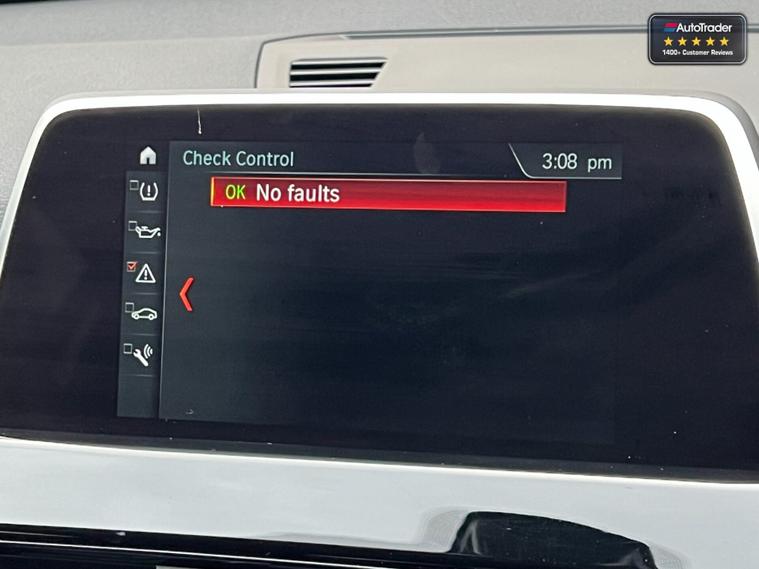 AutoTrader
1400+ Customer Reviews
Check Control
3:08 pm
OK No faults